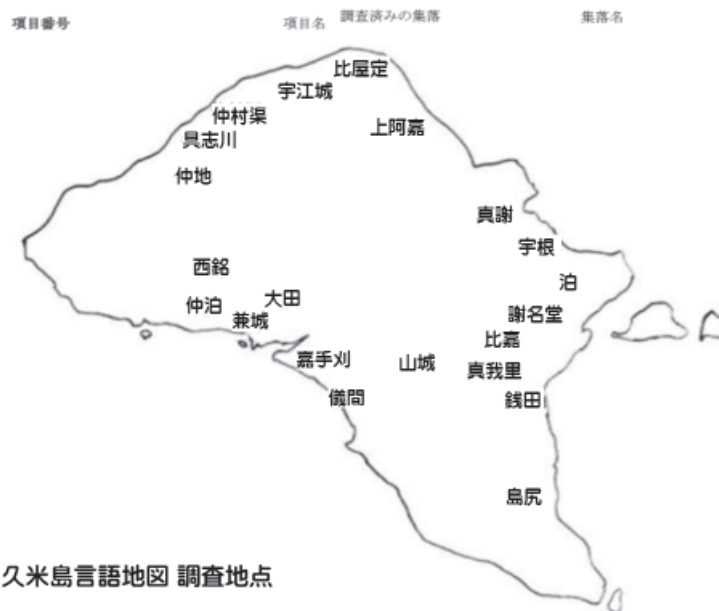 項目番号 項目名 調査済みの集落 集落名
比屋定
宇江城
仲村渠
上阿嘉
具志川
仲地
真謝
宇根
西銘
泊
大田
仲泊
謝名堂
兼城
比嘉
嘉手刈
山城
真我里
儀間
銭田
島尻
久米島言語地図 調査地点